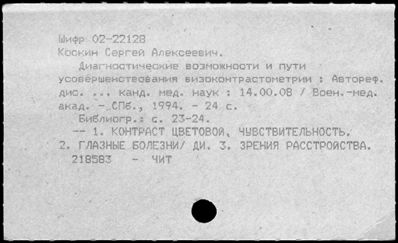 Шифр 02-22128
Коскин Сергей Алексеевич.
Диагностические возможности и пути
усовершенствования визоконтрастометрии : Автореф.
дис. ... канд. мед. наук : 14.00.08 / Воен.-мед.
акад. - СПб., 1994. - 24 с.
Библиогр.: с. 23-24.
-- 1. КОНТРАСТ ЦВЕТОВОЙ, ЧУВСТВИТЕЛЬНОСТЬ.
2. ГЛАЗНЫЕ БОЛЕЗНИ/ ДИ. 3. ЗРЕНИЯ РАССТРОЙСТВА.
218583 - ЧИТ